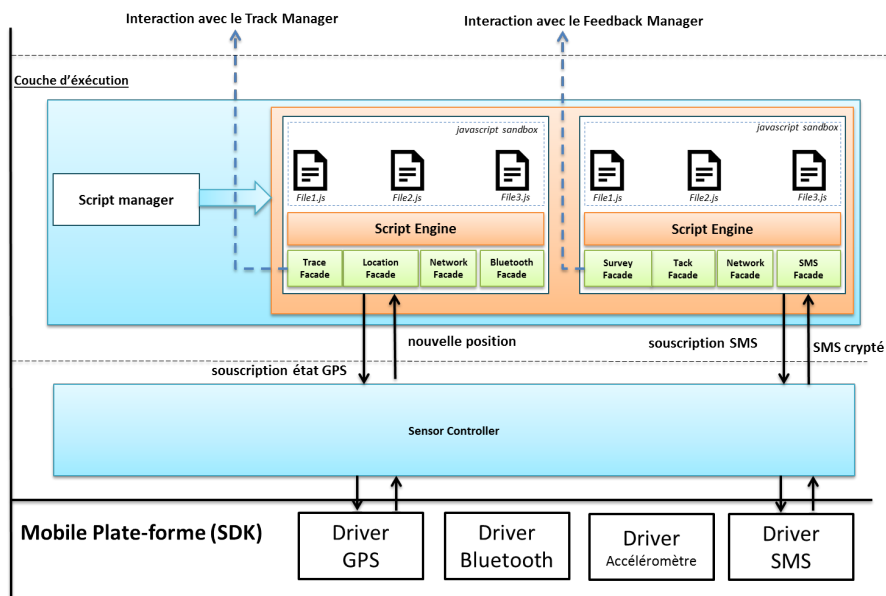 Interaction avec le Track Manager
Interaction avec le Feedback Manager
Couche d'éxécution
javascript sandbox
javascript sandbox
File1.js
File2.js
File3.js
File1.js
File2.js
File3.js
Script manager
Script Engine
Script Engine
Trace
Facade
Location
Facade
Network
Facade
Bluetooth
Facade
Survey
Facade
Tack
Facade
Network
Facade
SMS
Facade
nouvelle position
souscription SMS
SMS crypté
souscription état GPS
Sensor Controller
Mobile Plate-forme (SDK)
Driver
GPS
Driver
Bluetooth
Driver
Accéléromètre
Driver
SMS